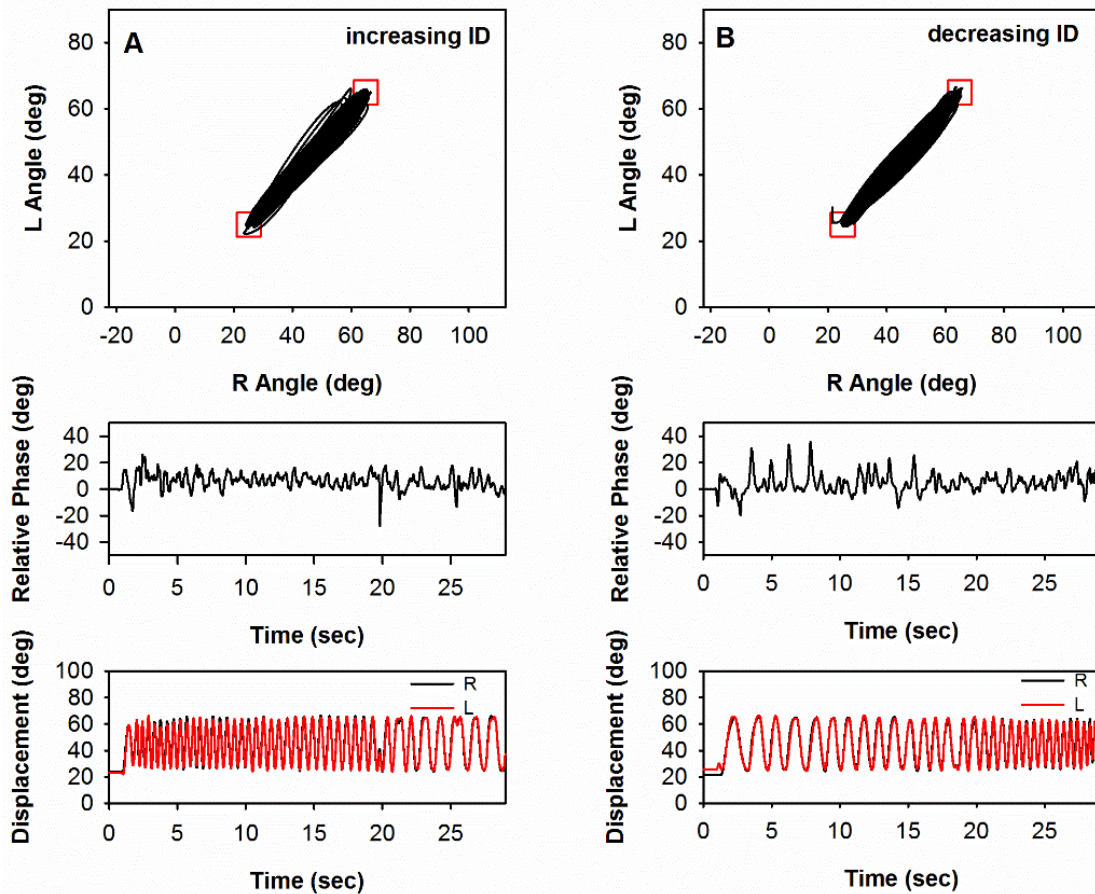 A increasing ID
80
60
40
20
0
L Angle (deg)
-20 0 20 40 60 80 100
R Angle (deg)
40
20
0
-20
-40
Relative Phase (deg)
0 5 10 15 20 25
Time (sec)
100
80
60
40
20
0
Displacement (deg)
R
L
0 5 10 15 20 25
Time (sec)
B decreasing ID
80
60
40
20
0
L Angle (deg)
-20 0 20 40 60 80 100
R Angle (deg)
40
20
0
-20
-40
Relative Phase (deg)
0 5 10 15 20 25
Time (sec)
100
80
60
40
20
0
Displacement (deg)
R
L
0 5 10 15 20 25
Time (sec)